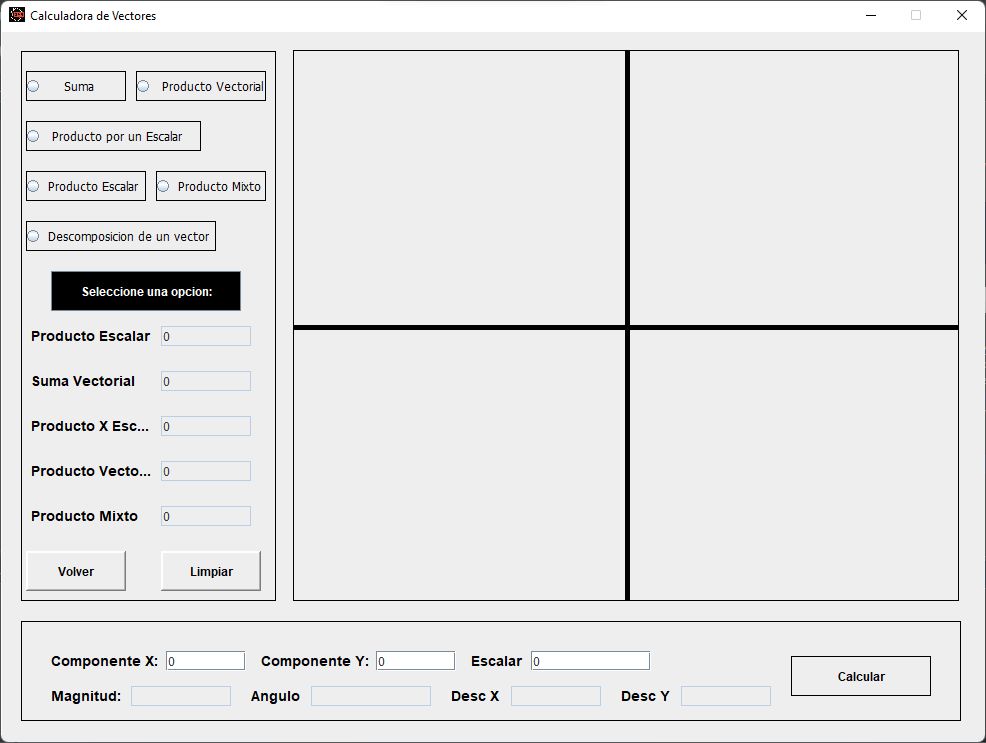 Calculadora de Vectores
Suma
Producto Vectorial
Producto por un Escalar
Producto Escalar
Producto Mixto
Descomposicion de un vector
Seleccione una opcion:
Producto Escalar 0
Suma Vectorial 0
Producto X Esc... 0
Producto Vecto... 0
Producto Mixto 0
Volver
Limpiar
Componente X: 0 Componente Y: 0 Escalar 0
Magnitud: Angulo Desc X Desc Y
Calcular